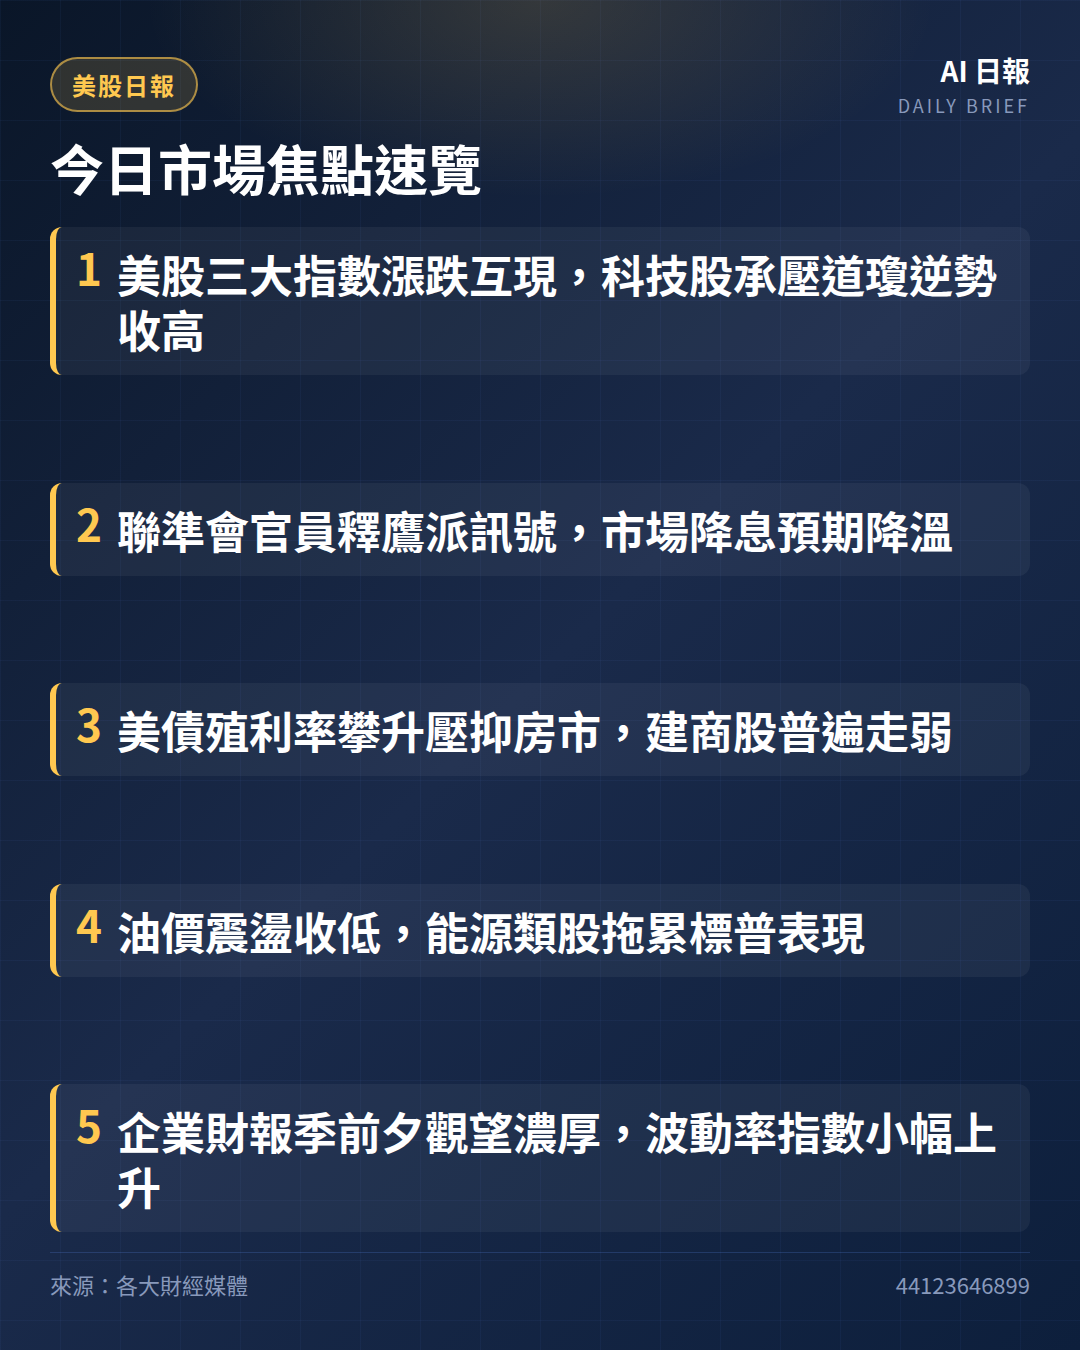 美股日報
AI 日報
DAILY BRIEF
今日市場焦點速覽
1 美股三大指數漲跌互現，科技股承壓道瓊逆勢
收高
2 聯準會官員釋鷹派訊號，市場降息預期降溫
3 美債殖利率攀升壓抑房市，建商股普遍走弱
4 油價震盪收低，能源類股拖累標普表現
5 企業財報季前夕觀望濃厚，波動率指數小幅上
升
來源：各大財經媒體
44123646899